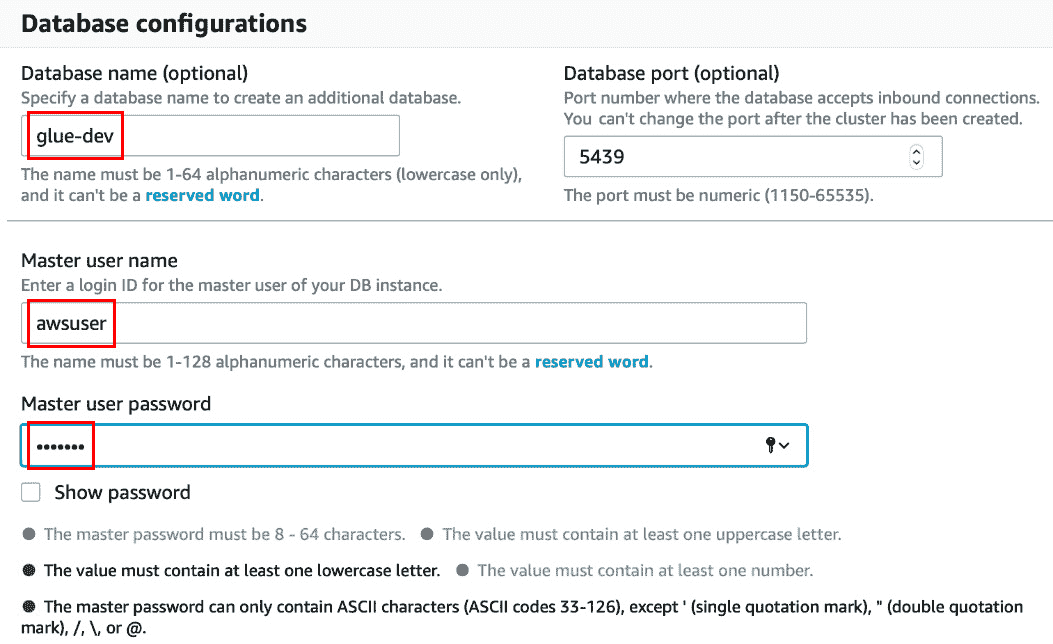 Database configurations
Database name (optional)
Specify a database name to create an additional database.
glue-dev
The name must be 1-64 alphanumeric characters (lowercase only),
and it can't be a reserved word.
Database port (optional)
Port number where the database accepts inbound connections.
You can't change the port after the cluster has been created.
5439
The port must be numeric (1150-65535).
Master user name
Enter a login ID for the master user of your DB instance.
awsuser
The name must be 1-128 alphanumeric characters, and it can't be a reserved word.
Master user password
•••••••
Show password
● The master password must be 8 - 64 characters. ● The value must contain at least one uppercase letter.
● The value must contain at least one lowercase letter. ● The value must contain at least one number.
● The master password can only contain ASCII characters (ASCII codes 33-126), except ' (single quotation mark), " (double quotation
mark), /, \, or @.